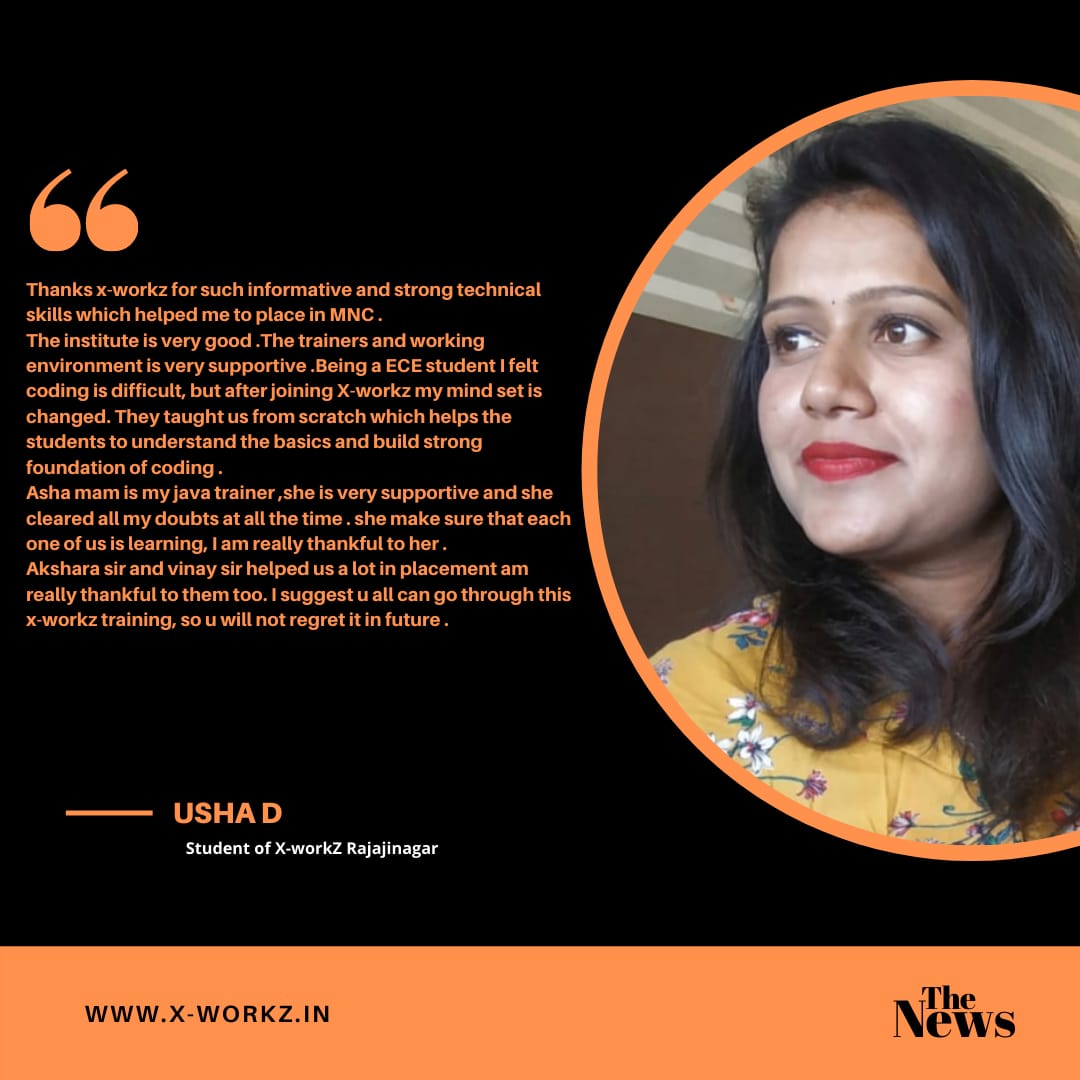 Thanks x-workz for such informative and strong technical
skills which helped me to place in MNC .
The institute is very good .The trainers and working
environment is very supportive .Being a ECE student I felt
coding is difficult, but after joining X-workz my mind set is
changed. They taught us from scratch which helps the
students to understand the basics and build strong
foundation of coding .
Asha mam is my java trainer ,she is very supportive and she
cleared all my doubts at all the time . she make sure that each
one of us is learning, I am really thankful to her .
Akshara sir and vinay sir helped us a lot in placement am
really thankful to them too. I suggest u all can go through this
x-workz training, so u will not regret it in future .
USHA D
Student of X-workZ Rajajinagar
WWW.X-WORKZ.IN
The
News